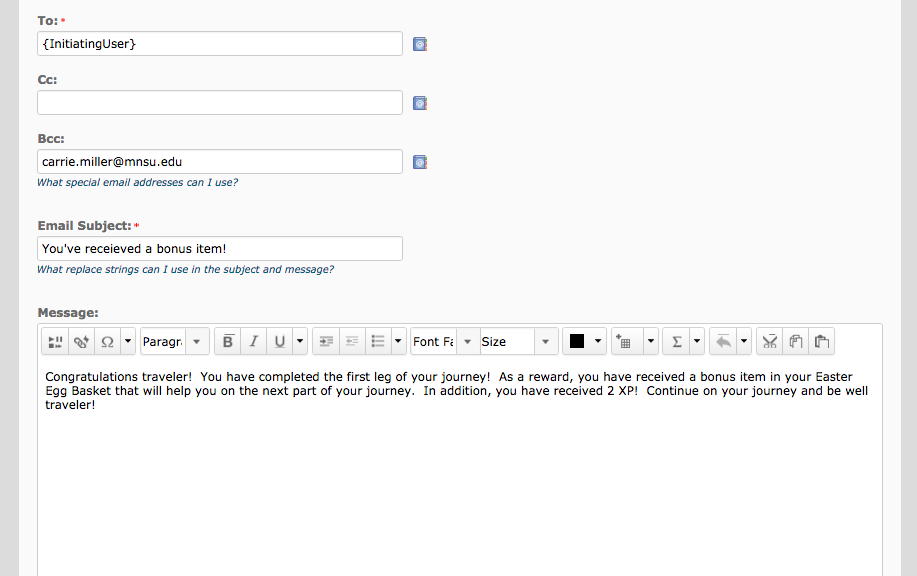 To: *
{InitiatingUser}
Cc:
Bcc:
carrie.miller@mnsu.edu
What special email addresses can I use?
Email Subject: *
You've receieved a bonus item!
What replace strings can I use in the subject and message?
Message:
Ω Paragr B I U Font Fa Size Σ
Congratulations traveler!  You have completed the first leg of your journey!  As a reward, you have received a bonus item in your Easter
Egg Basket that will help you on the next part of your journey.  In addition, you have received 2 XP!  Continue on your journey and be well
traveler!